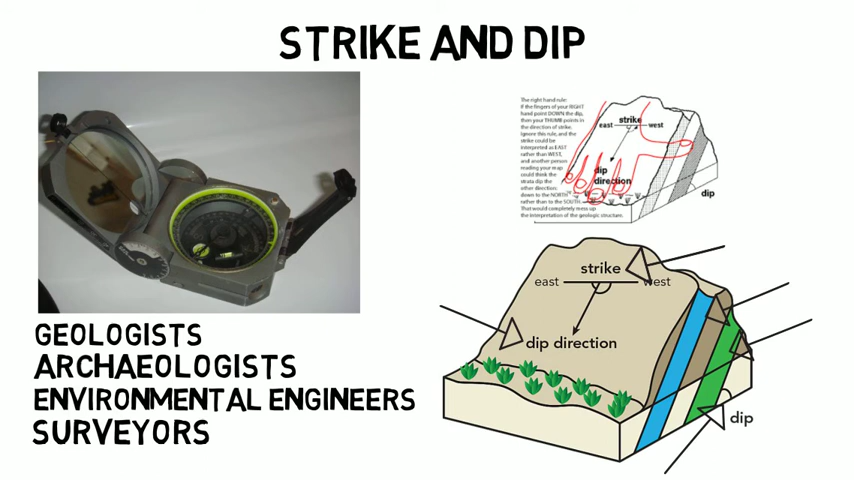 STRIKE AND DIP
GEOLOGISTS
ARCHAEOLOGISTS
ENVIRONMENTAL ENGINEERS
SURVEYORS
The right hand rule:
If the fingers of your RIGHT
hand point DOWN the dip,
then your THUMB points in
the direction of strike.
Ignore this rule, and the
strike could be
interpreted as EAST
rather than WEST,
and another person
reading your map
could think the
strata dip the
other direction:
down to the NORTH
rather than to the SOUTH.
That would completely mess up
the interpretation of the geologic structure.
strike
east west
dip
direction
dip
strike
east west
dip direction
dip